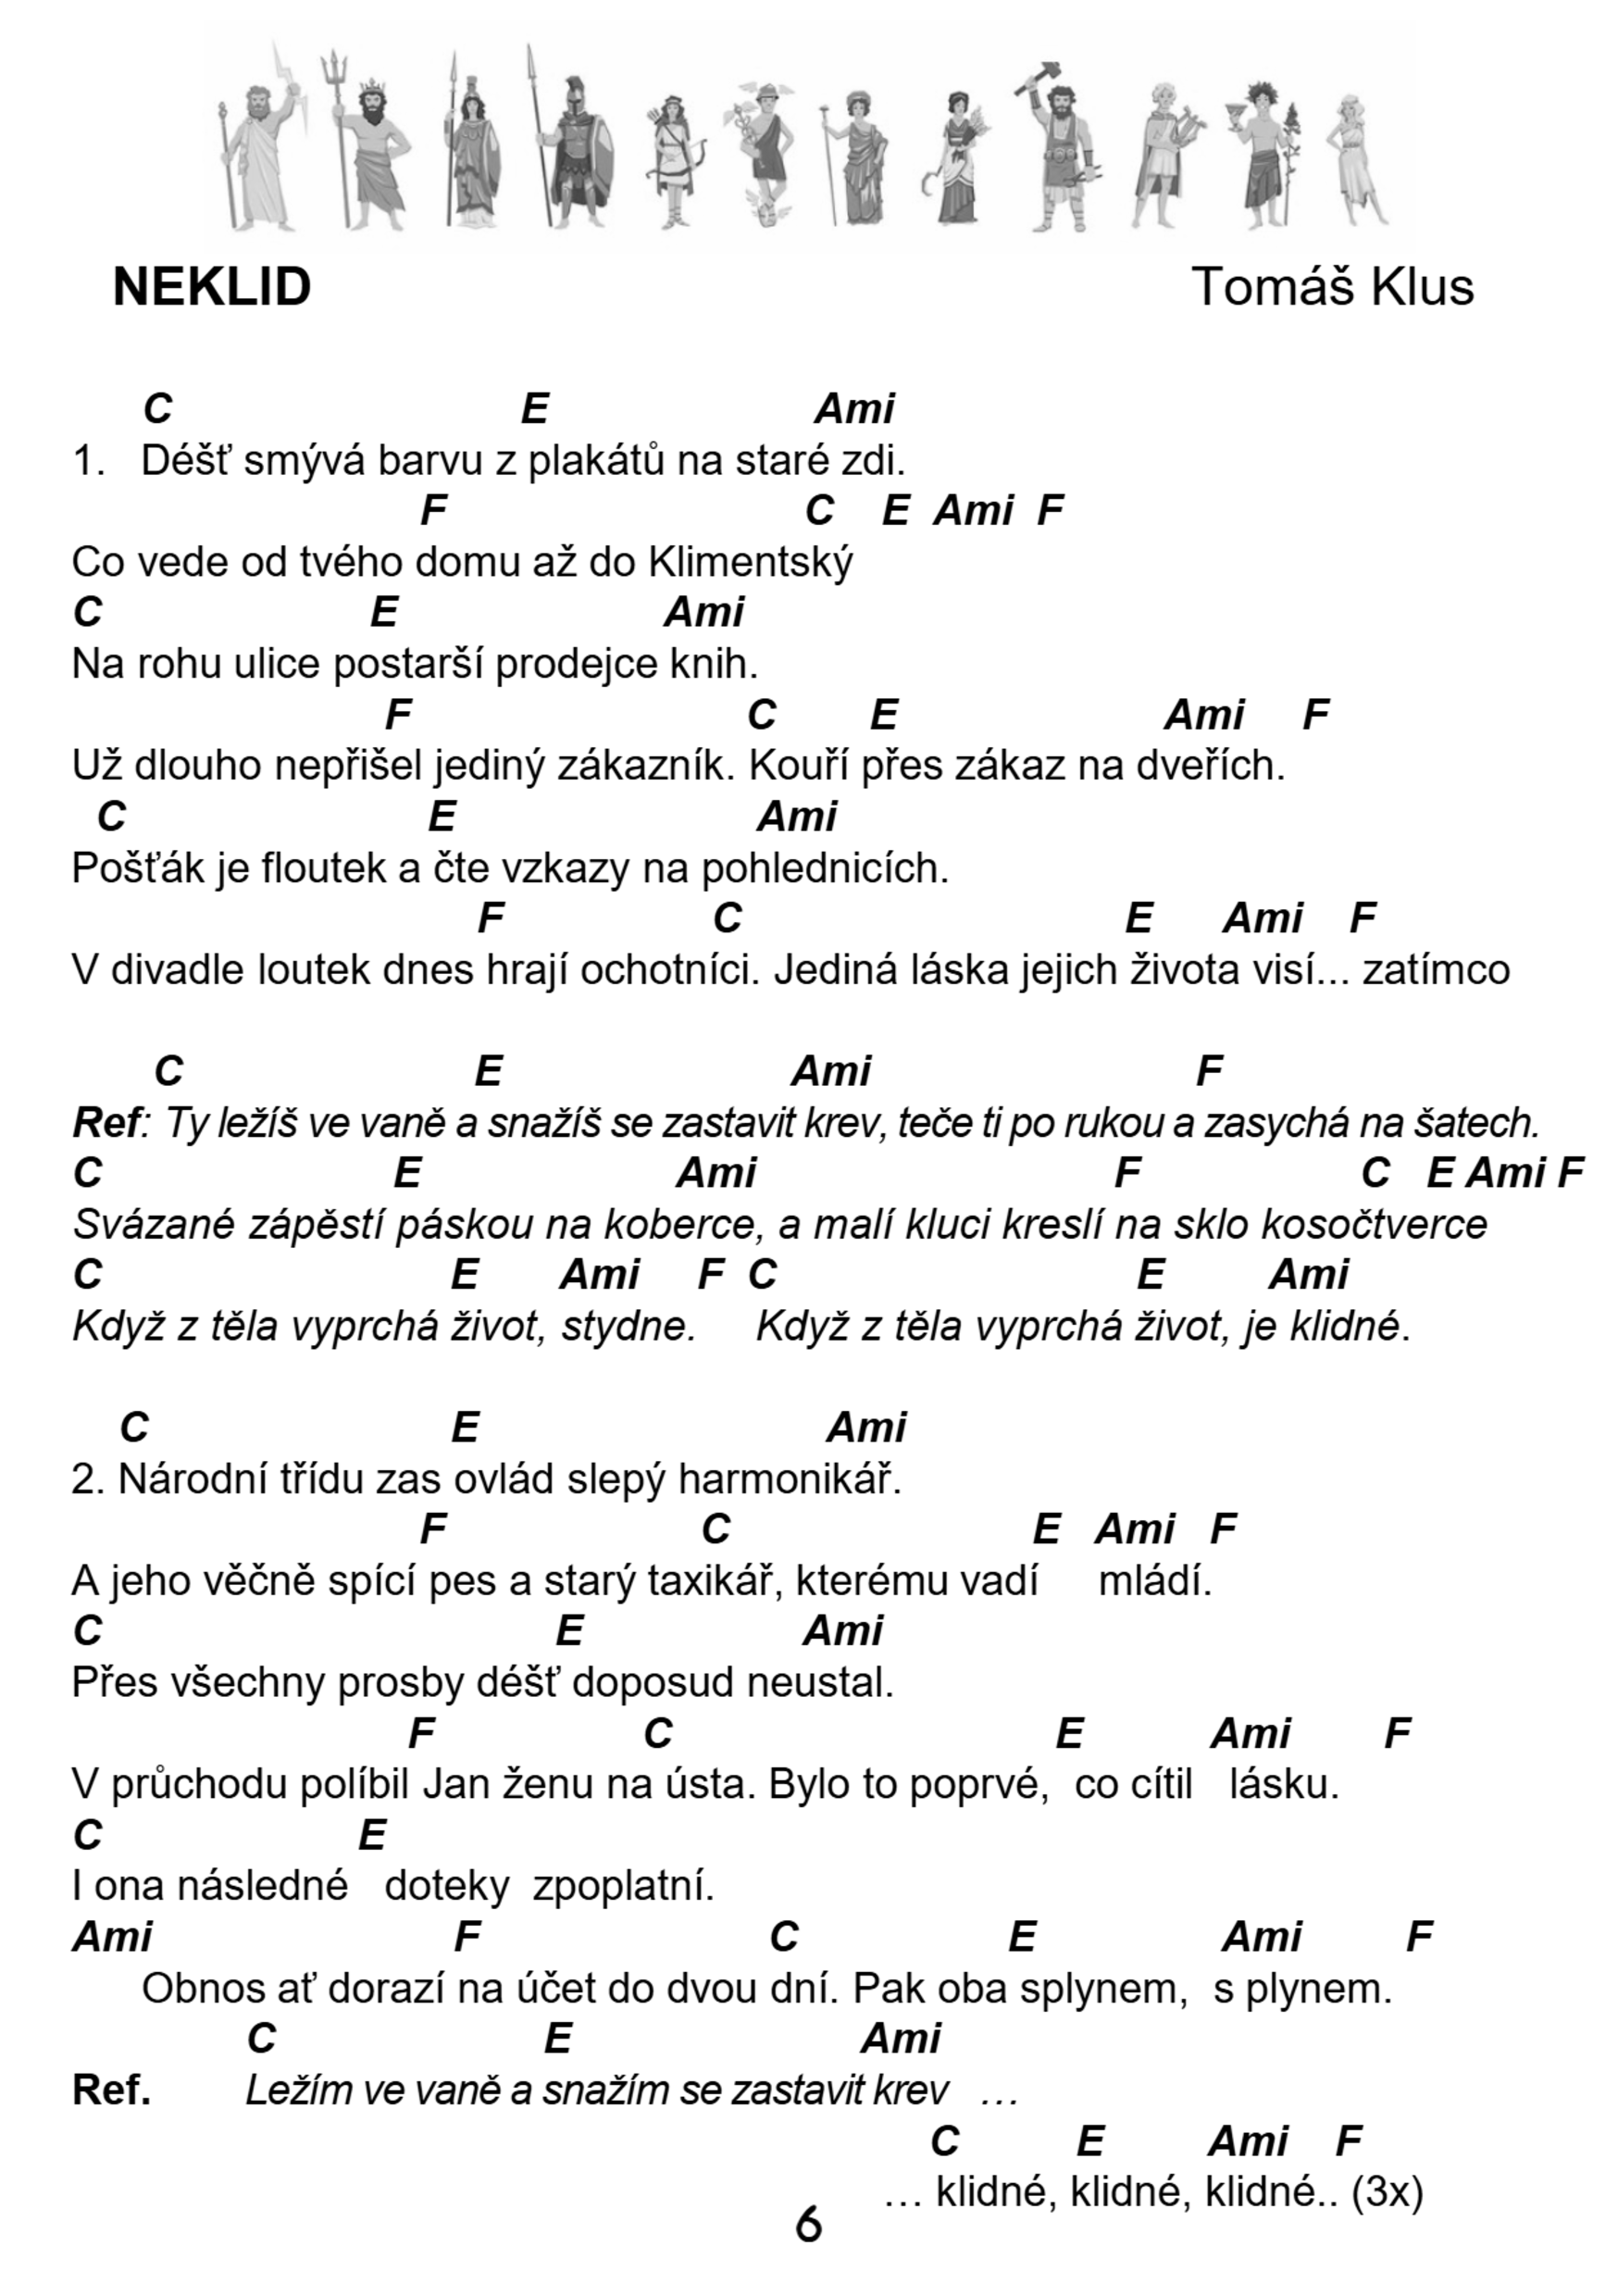 NEKLID Tomáš Klus
C E Ami
1. Déšť smývá barvu z plakátů na staré zdi.
F C E Ami F
Co vede od tvého domu až do Klimentský
C E Ami
Na rohu ulice postarší prodejce knih.
F C E Ami F
Už dlouho nepřišel jediný zákazník. Kouří přes zákaz na dveřích.
C E Ami
Pošťák je floutek a čte vzkazy na pohlednicích.
F C E Ami F
V divadle loutek dnes hrají ochotníci. Jediná láska jejich života visí... zatímco
C E Ami F
Ref: Ty ležíš ve vaně a snažíš se zastavit krev, teče ti po rukou a zasychá na šatech.
C E Ami F C E Ami F
Svázané zápěstí páskou na koberce, a malí kluci kreslí na sklo kosočtverce
C E Ami F C E Ami
Když z těla vyprchá život, stydne. Když z těla vyprchá život, je klidné.
C E Ami
2. Národní třídu zas ovlád slepý harmonikář.
F C E Ami F
A jeho věčně spící pes a starý taxikář, kterému vadí mládí.
C E Ami
Přes všechny prosby déšť doposud neustal.
F C E Ami F
V průchodu políbil Jan ženu na ústa. Bylo to poprvé, co cítil lásku.
C E
I ona následné doteky zpoplatní.
Ami F C E Ami F
Obnos ať dorazí na účet do dvou dní. Pak oba splynem, s plynem.
C E Ami
Ref. Ležím ve vaně a snažím se zastavit krev …
C E Ami F
… klidné, klidné, klidné.. (3x)
6